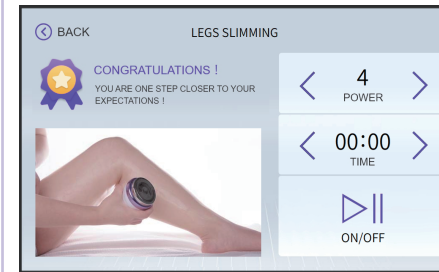 BACK
LEGS SLIMMING
CONGRATULATIONS !
YOU ARE ONE STEP CLOSER TO YOUR
EXPECTATIONS !
4
POWER
00:00
TIME
ON/OFF